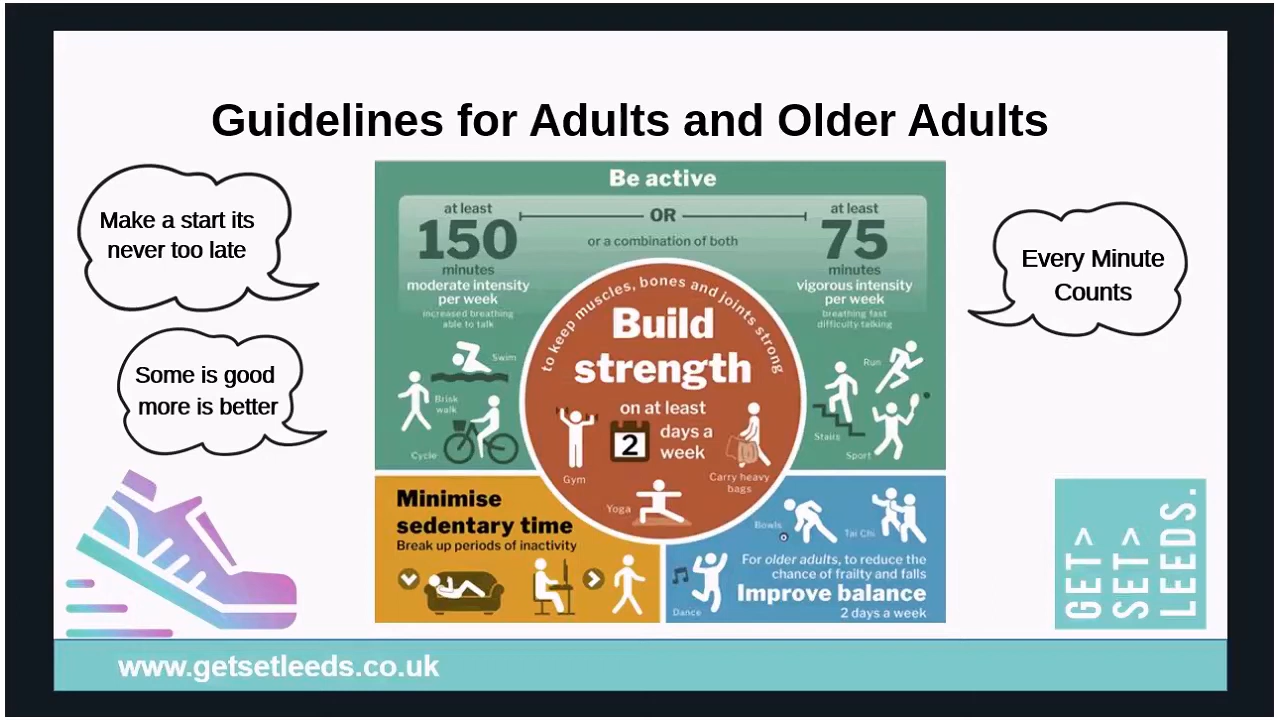 Guidelines for Adults and Older Adults
Make a start its
never too late
Some is good
more is better
Every Minute
Counts
Be active
at least
150
minutes
moderate intensity
per week
increased breathing
able to talk
OR
or a combination of both
at least
75
minutes
vigorous intensity
per week
breathing fast
difficulty talking
Swim
Brisk
walk
Cycle
Run
Stairs
Sport
to keep muscles, bones and joints strong
Build
strength
on at least
2
days a
week
Gym
Carry heavy
bags
Yoga
Minimise
sedentary time
Break up periods of inactivity
Bowls
Tai Chi
Dance
For older adults, to reduce the
chance of frailty and falls
Improve balance
2 days a week
GET>
SET>
LEEDS.
www.getsetleeds.co.uk